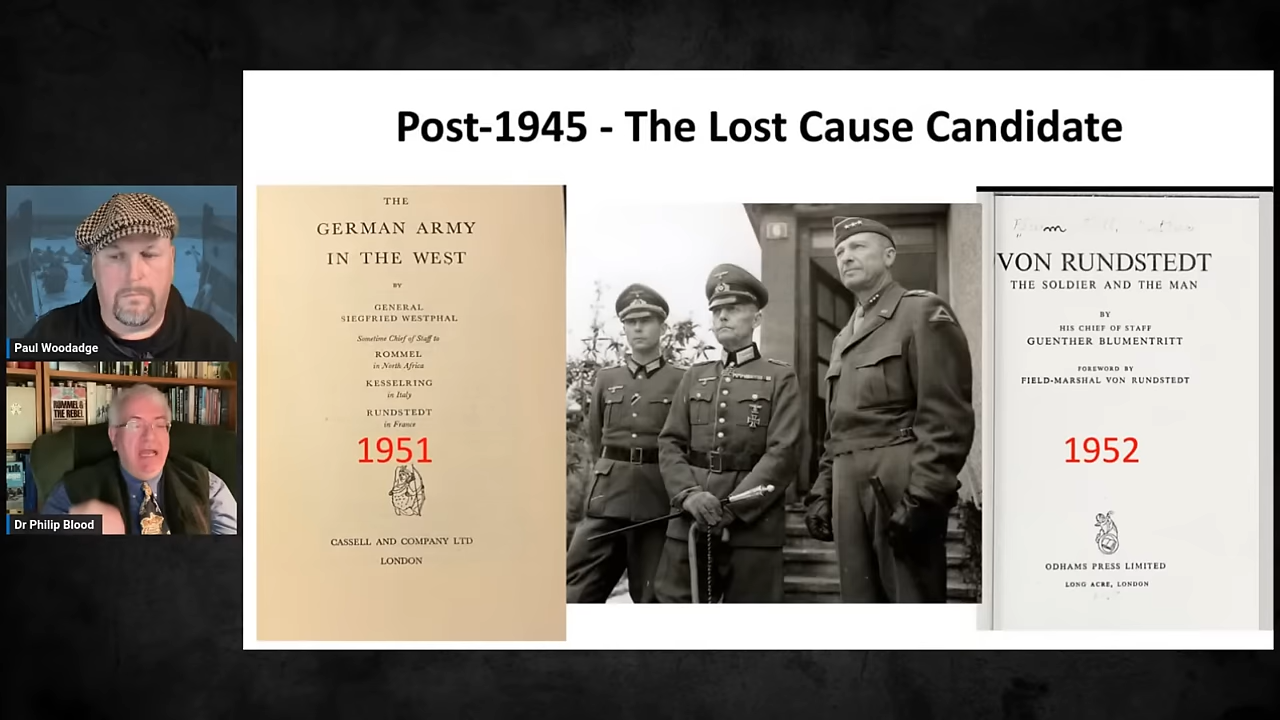 Post-1945 - The Lost Cause Candidate
THE
GERMAN ARMY
IN THE WEST
BY
GENERAL
SIEGFRIED WESTPHAL
Sometime Chief of Staff to
ROMMEL
in North Africa
KESSELRING
in Italy
RUNDSTEDT
in France
1951
CASSELL AND COMPANY LTD
LONDON
6
VON RUNDSTEDT
THE SOLDIER AND THE MAN
BY
HIS CHIEF OF STAFF
GUENTHER BLUMENTRITT
FOREWORD BY
FIELD-MARSHAL VON RUNDSTEDT
1952
ODHAMS PRESS LIMITED
LONG ACRE, LONDON
Paul Woodadge
ROMMEL
& THE REBEL
Dr Philip Blood